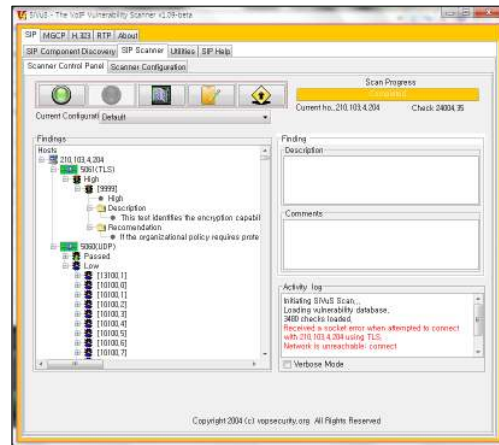 SiVuS - The VoIP Vulnerability Scanner v1.09-beta
SIP MGCP H.323 RTP About
SIP Component Discovery SIP Scanner Utilities SIP Help
Scanner Control Panel Scanner Configuration
Scan Progress
Completed
Current ho...210,103,4,204 Check 24004,35
Current Configurati Default
Findings
Hosts
210,103,4,204
5061(TLS)
High
[9999]
High
Description
This test identifies the encryption capabil
Recomendation
If the organizational policy requires prote
5060(UDP)
Passed
Low
[13100,1]
[10100,0]
[10100,1]
[10100,2]
[10100,3]
[10100,4]
[10100,5]
[10100,6]
[10100,7]
Finding
Description
Comments
Activity log
Initiating SiVuS Scan...
Loading vulnerability database,
3480 checks loaded,
Received a socket error when attempted to connect
with 210,103,4,204 using TLS,
Network is unreachable: connect
Verbose Mode
Copyright 2004 (c) vopsecurity.org All Rights Reserved